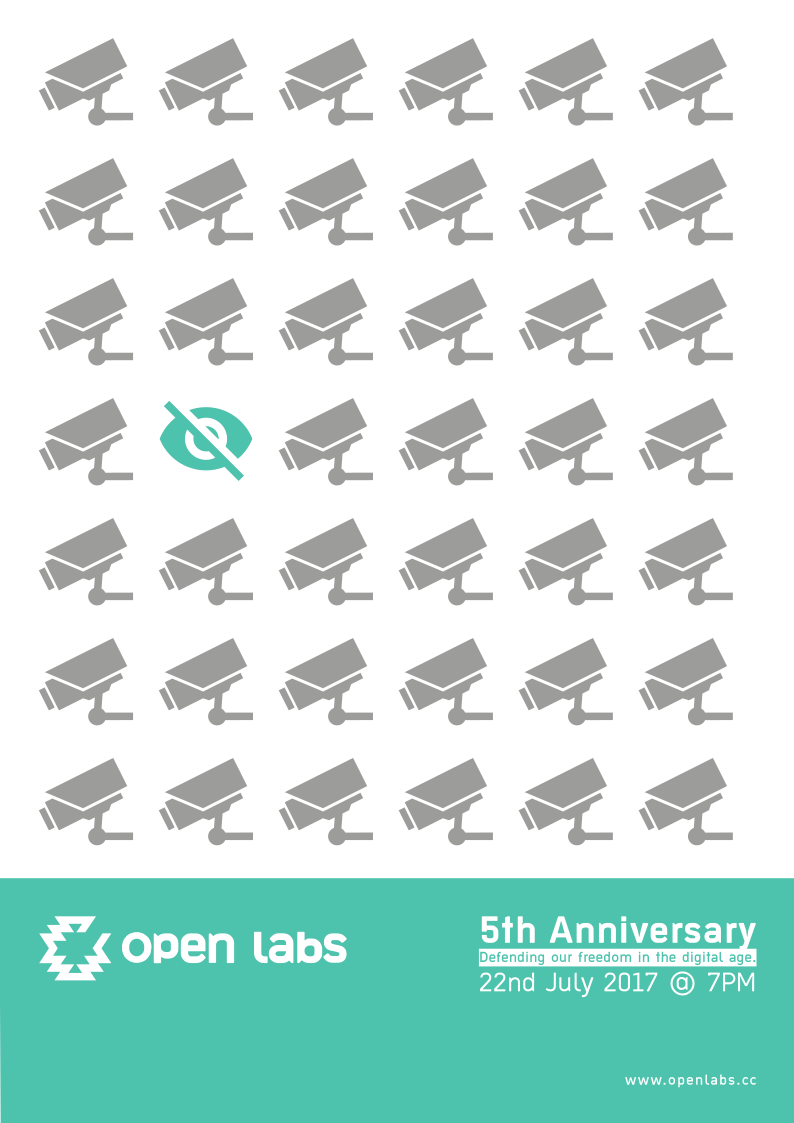 open labs
5th Anniversary
Defending our freedom in the digital age.
22nd July 2017 @ 7PM
www.openlabs.cc